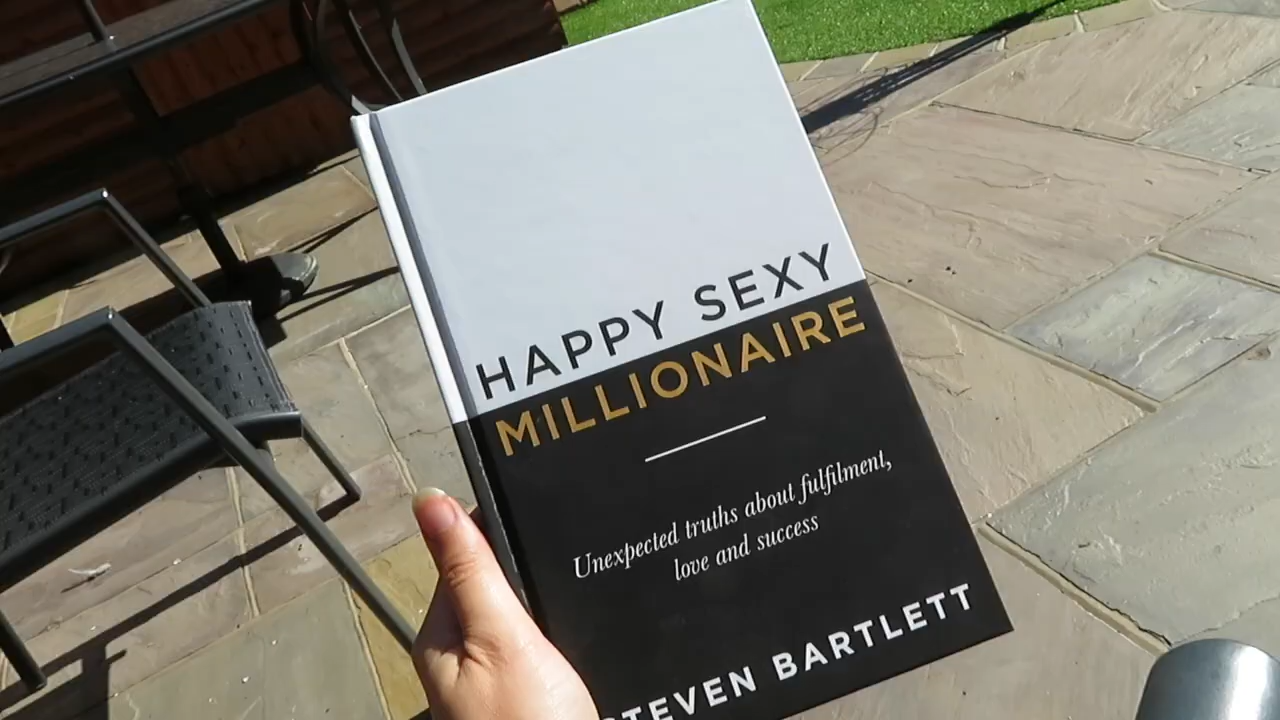 HAPPY SEXY
MILLIONAIRE
Unexpected truths about fulfilment,
love and success
STEVEN BARTLETT